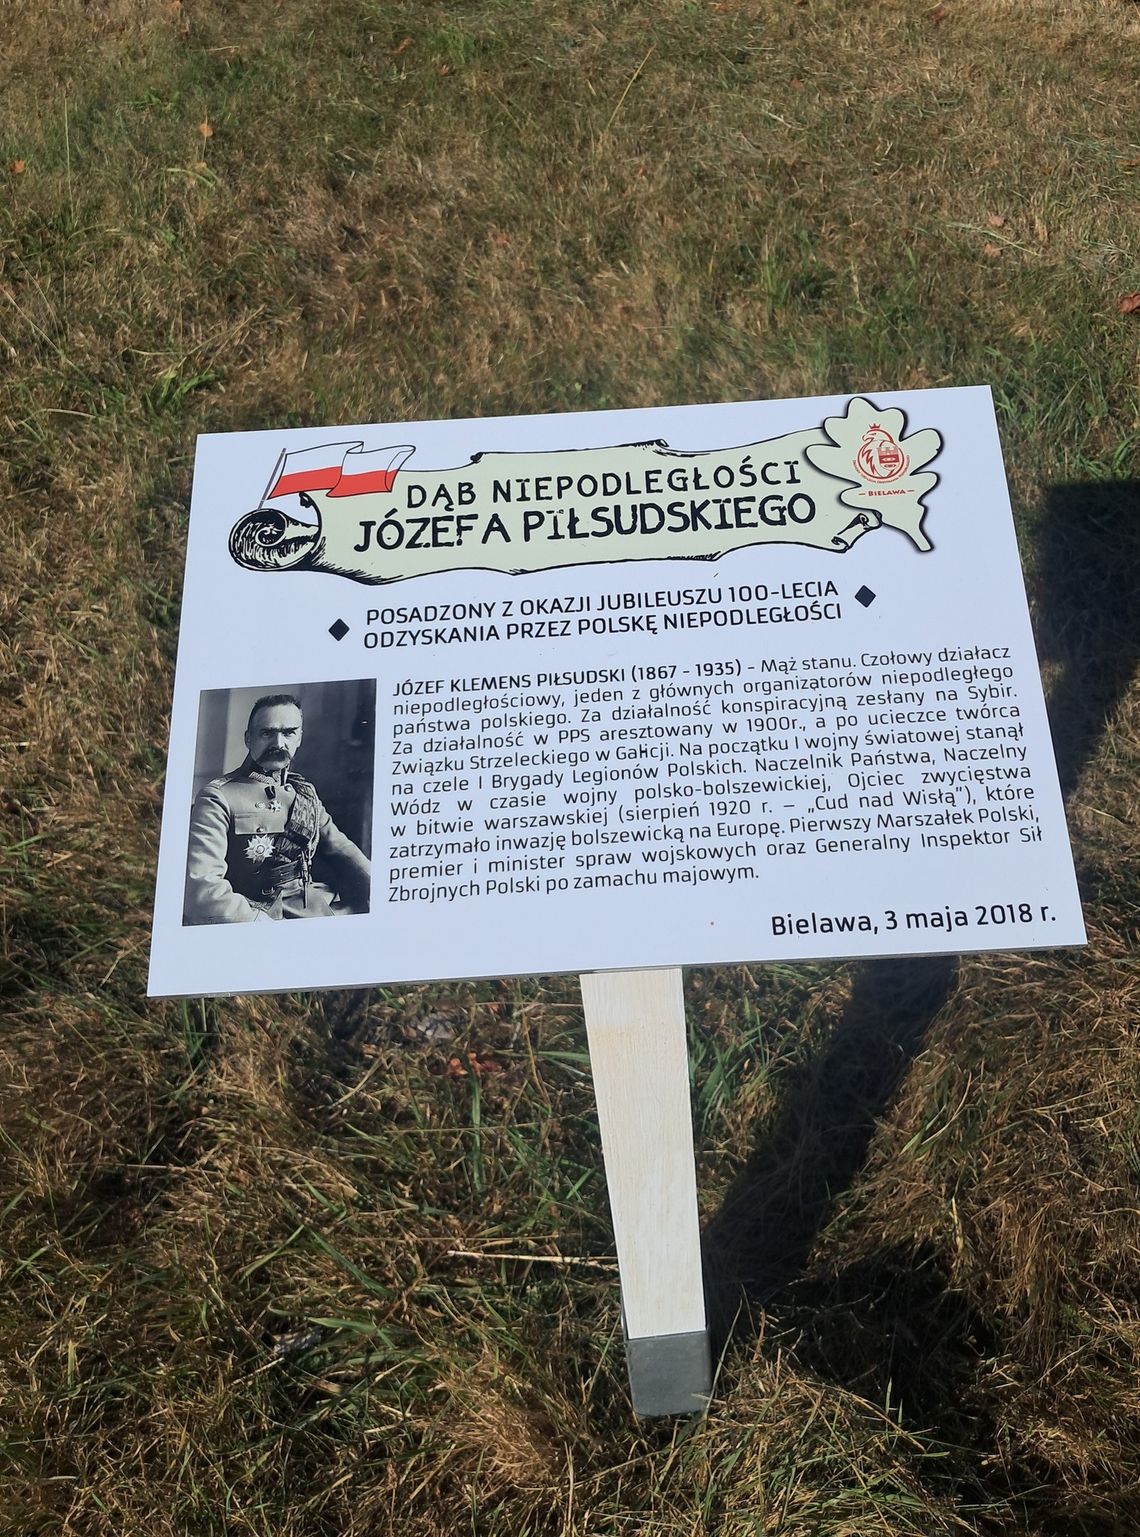 DĄB NIEPODLEGŁOŚCI
JÓZEFA PIŁSUDSKIEGO
BIELAWA
POSADZONY Z OKAZJI JUBILEUSZU 100-LECIA
ODZYSKANIA PRZEZ POLSKĘ NIEPODLEGŁOŚCI
JÓZEF KLEMENS PIŁSUDSKI (1867 - 1935) - Mąż stanu. Czołowy działacz
niepodległościowy, jeden z głównych organizątorów niepodległego
państwa polskiego. Za działalność konspiracyjną zesłany na Sybir.
Za działalność w PPS aresztowany w 1900r., a po ucieczce twórca
Związku Strzeleckiego w Galicji. Na początku I wojny światowej stanął
na czele I Brygady Legionów Polskich. Naczelnik Państwa, Naczelny
Wódz w czasie wojny polsko-bolszewickiej, Ojciec zwycięstwa
w bitwie warszawskiej (sierpień 1920 r. – „Cud nad Wisłą"), które
zatrzymało inwazję bolszewicką na Europę. Pierwszy Marszałek Polski,
premier i minister spraw wojskowych oraz Generalny Inspektor Sił
Zbrojnych Polski po zamachu majowym.
Bielawa, 3 maja 2018 r.